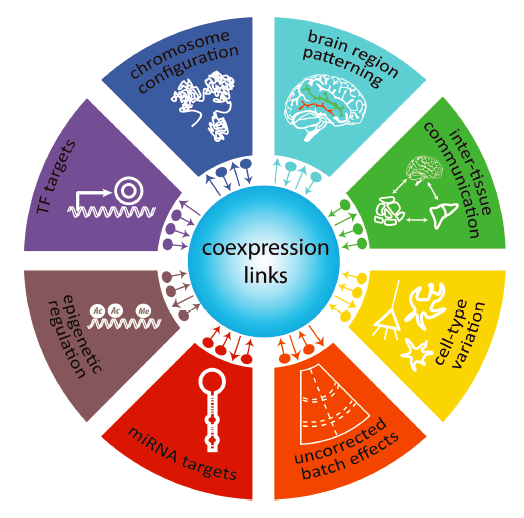 chromosome
configuration
brain region
patterning
inter-tissue
communication
cell-type
variation
uncorrected
batch effects
miRNA targets
epigenetic
regulation
Ac Ac Me
TF targets
coexpression
links